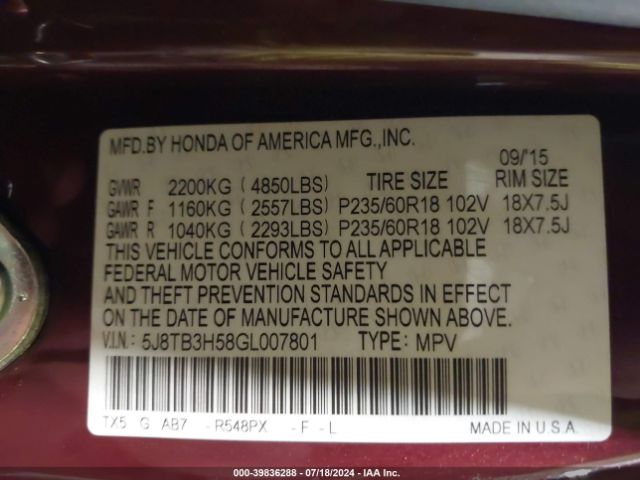 MFD.BY HONDA OF AMERICA MFG.,INC.
09/'15
GVWR 2200KG (4850LBS) TIRE SIZE RIM SIZE
GAWR F 1160KG (2557LBS) P235/60R18 102V 18X7.5J
GAWR R 1040KG (2293LBS) P235/60R18 102V 18X7.5J
THIS VEHICLE CONFORMS TO ALL APPLICABLE
FEDERAL MOTOR VEHICLE SAFETY
AND THEFT PREVENTION STANDARDS IN EFFECT
ON THE DATE OF MANUFACTURE SHOWN ABOVE.
V.I.N.: 5J8TB3H58GL007801 TYPE: MPV
TX5 G AB7 -R548PX -F -L MADE IN U.S.A.
000-39836288 - 07/18/2024 - IAA Inc.